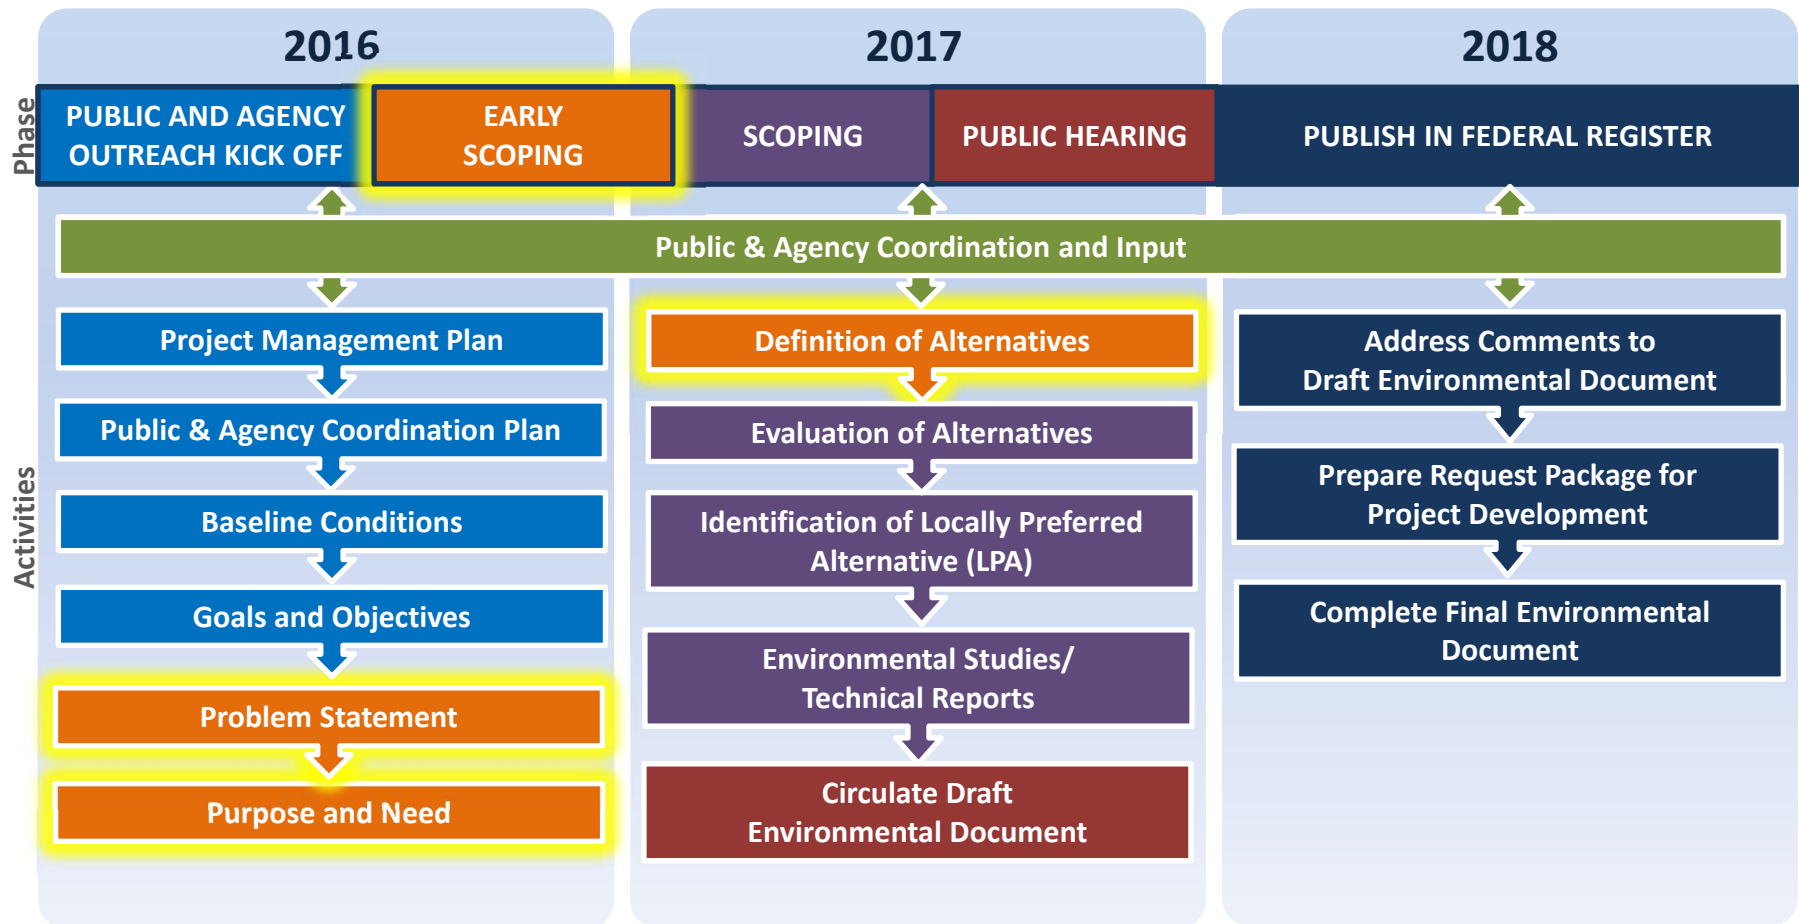 2016
2017
2018
Phase
PUBLIC AND AGENCY
OUTREACH KICK OFF
EARLY
SCOPING
SCOPING
PUBLIC HEARING
PUBLISH IN FEDERAL REGISTER
Public & Agency Coordination and Input
Activities
Project Management Plan
Public & Agency Coordination Plan
Baseline Conditions
Goals and Objectives
Problem Statement
Purpose and Need
Definition of Alternatives
Evaluation of Alternatives
Identification of Locally Preferred
Alternative (LPA)
Environmental Studies/
Technical Reports
Circulate Draft
Environmental Document
Address Comments to
Draft Environmental Document
Prepare Request Package for
Project Development
Complete Final Environmental
Document